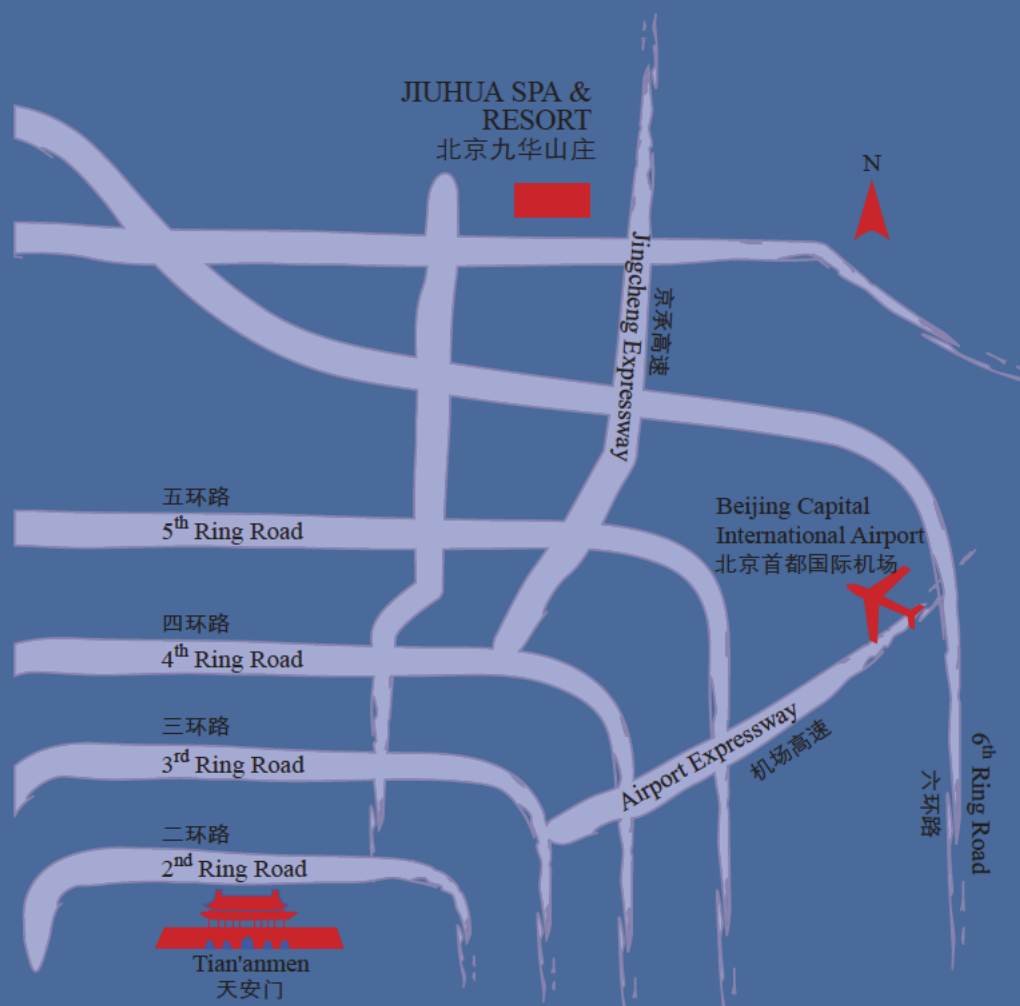 JIUHUA SPA &
RESORT
北京九华山庄
N
Jingcheng Expressway
京承高速
五环路
5th Ring Road
Beijing Capital
International Airport
北京首都国际机场
四环路
4th Ring Road
三环路
3rd Ring Road
Airport Expressway
机场高速
6th Ring Road
六环路
二环路
2nd Ring Road
Tian'anmen
天安门